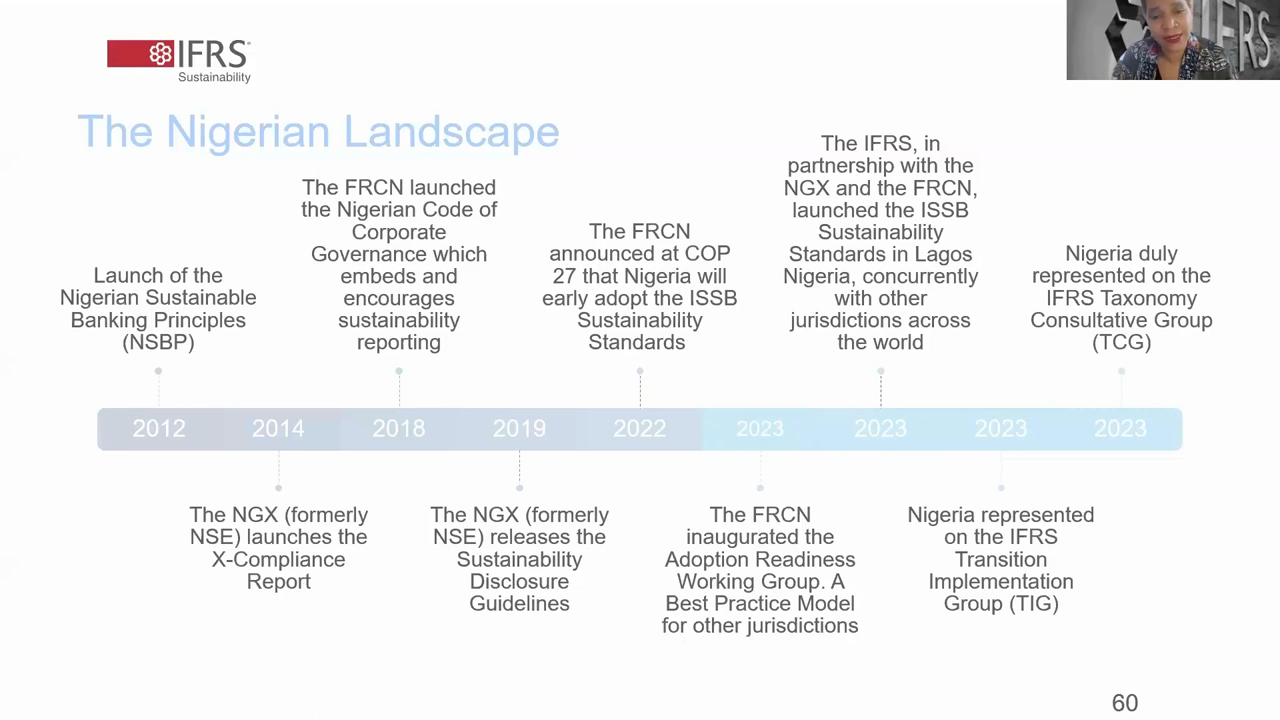 IFRS
Sustainability
IFRS
The Nigerian Landscape
Launch of the
Nigerian Sustainable
Banking Principles
(NSBP)
The FRCN launched
the Nigerian Code of
Corporate
Governance which
embeds and
encourages
sustainability
reporting
The FRCN
announced at COP
27 that Nigeria will
early adopt the ISSB
Sustainability
Standards
The IFRS, in
partnership with the
NGX and the FRCN,
launched the ISSB
Sustainability
Standards in Lagos
Nigeria, concurrently
with other
jurisdictions across
the world
Nigeria duly
represented on the
IFRS Taxonomy
Consultative Group
(TCG)
2012 2014 2018 2019 2022 2023 2023 2023 2023
The NGX (formerly
NSE) launches the
X-Compliance
Report
The NGX (formerly
NSE) releases the
Sustainability
Disclosure
Guidelines
The FRCN
inaugurated the
Adoption Readiness
Working Group. A
Best Practice Model
for other jurisdictions
Nigeria represented
on the IFRS
Transition
Implementation
Group (TIG)
60